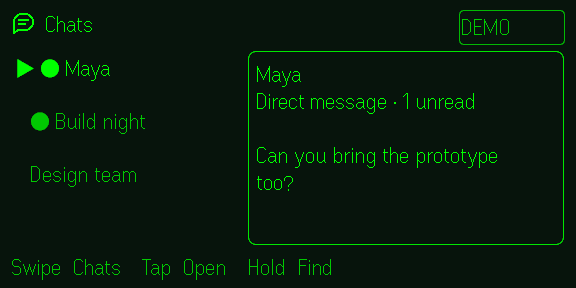 Chats
DEMO
Maya
Build night
Design team
Maya
Direct message · 1 unread
Can you bring the prototype
too?
Swipe Chats Tap Open Hold Find